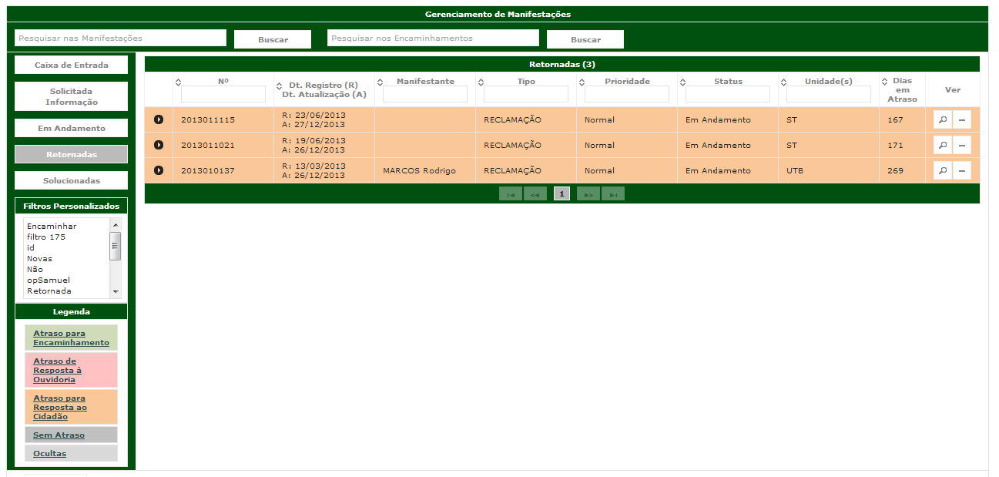 Gerenciamento de Manifestações
Pesquisar nas Manifestações
Buscar
Pesquisar nos Encaminhamentos
Buscar
Caixa de Entrada
Solicitada
Informação
Em Andamento
Retornadas
Solucionadas
Filtros Personalizados
Encaminhar
filtro 175
id
Novas
Não
opSamuel
Retornada
Legenda
Atraso para
Encaminhamento
Atraso de
Resposta à
Ouvidoria
Atraso para
Resposta ao
Cidadão
Sem Atraso
Ocultas
Retornadas (3)
Nº
Dt. Registro (R)
Dt. Atualização (A)
Manifestante
Tipo
Prioridade
Status
Unidade(s)
Dias
em
Atraso
Ver
2013011115
R: 23/06/2013
A: 27/12/2013
RECLAMAÇÃO
Normal
Em Andamento
ST
167
2013011021
R: 19/06/2013
A: 26/12/2013
RECLAMAÇÃO
Normal
Em Andamento
ST
171
2013010137
R: 13/03/2013
A: 26/12/2013
MARCOS Rodrigo
RECLAMAÇÃO
Normal
Em Andamento
UTB
269
1